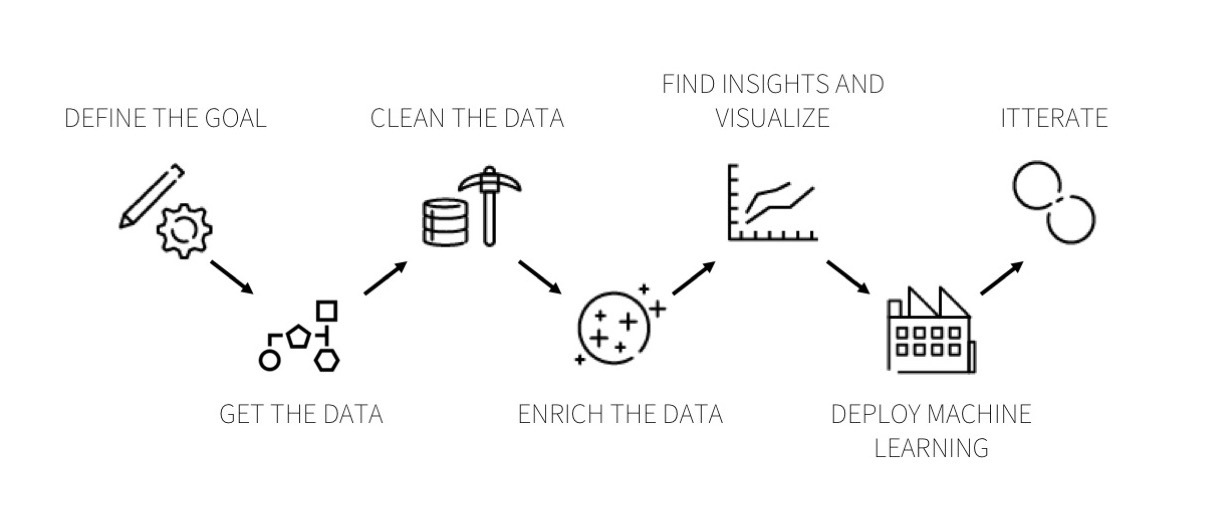 DEFINE THE GOAL
GET THE DATA
CLEAN THE DATA
ENRICH THE DATA
FIND INSIGHTS AND
VISUALIZE
DEPLOY MACHINE
LEARNING
ITTERATE